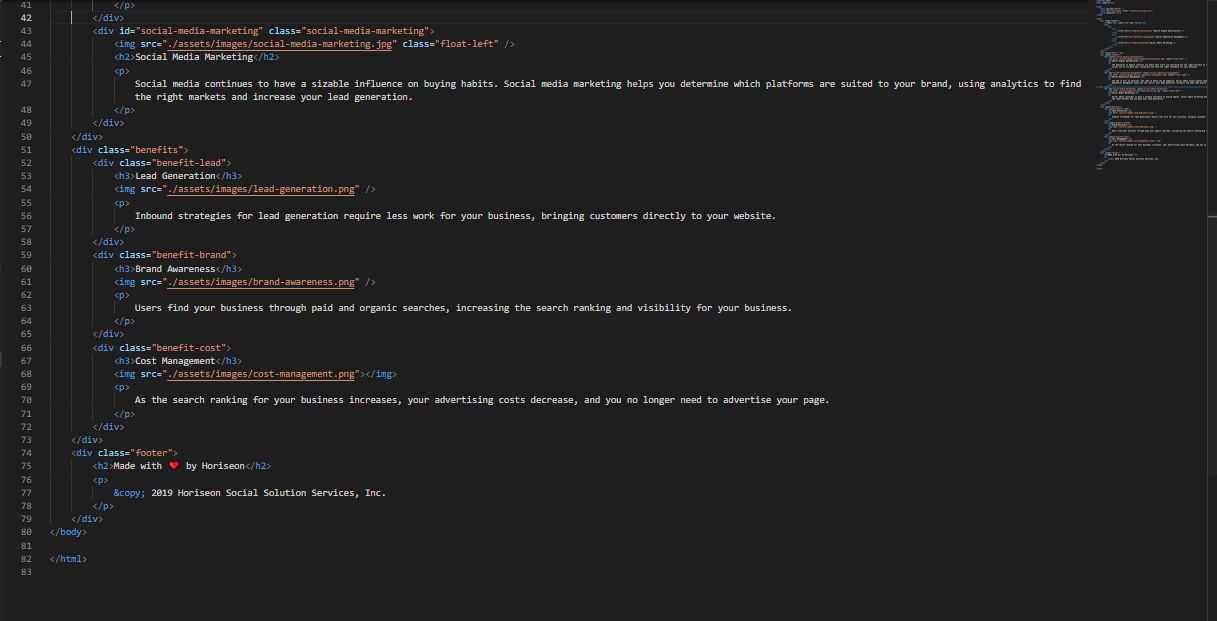 41 </p>
42 </div>
43 <div id="social-media-marketing" class="social-media-marketing">
44 <img src="./assets/images/social-media-marketing.jpg" class="float-left" />
45 <h2>Social Media Marketing</h2>
46 <p>
47 Social media continues to have a sizable influence on buying habits. Social media marketing helps you determine which platforms are suited to your brand, using analytics to find
the right markets and increase your lead generation.
48 </p>
49 </div>
50 </div>
51 <div class="benefits">
52 <div class="benefit-lead">
53 <h3>Lead Generation</h3>
54 <img src="./assets/images/lead-generation.png" />
55 <p>
56 Inbound strategies for lead generation require less work for your business, bringing customers directly to your website.
57 </p>
58 </div>
59 <div class="benefit-brand">
60 <h3>Brand Awareness</h3>
61 <img src="./assets/images/brand-awareness.png" />
62 <p>
63 Users find your business through paid and organic searches, increasing the search ranking and visibility for your business.
64 </p>
65 </div>
66 <div class="benefit-cost">
67 <h3>Cost Management</h3>
68 <img src="./assets/images/cost-management.png"></img>
69 <p>
70 As the search ranking for your business increases, your advertising costs decrease, and you no longer need to advertise your page.
71 </p>
72 </div>
73 </div>
74 <div class="footer">
75 <h2>Made with ❤️ by Horiseon</h2>
76 <p>
77 &copy; 2019 Horiseon Social Solution Services, Inc.
78 </p>
79 </div>
80 </body>
81
82 </html>
83